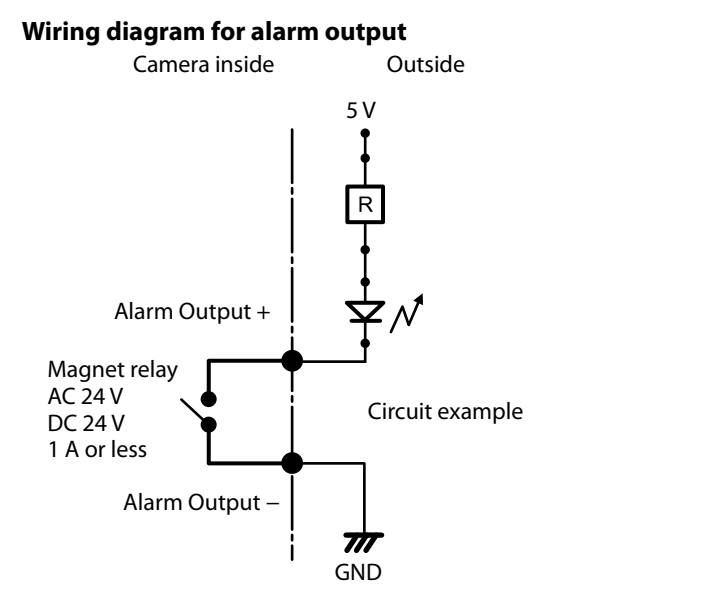 Wiring diagram for alarm output
Camera inside
Outside
5 V
R
Alarm Output +
Magnet relay
AC 24 V
DC 24 V
1 A or less
Circuit example
Alarm Output –
GND